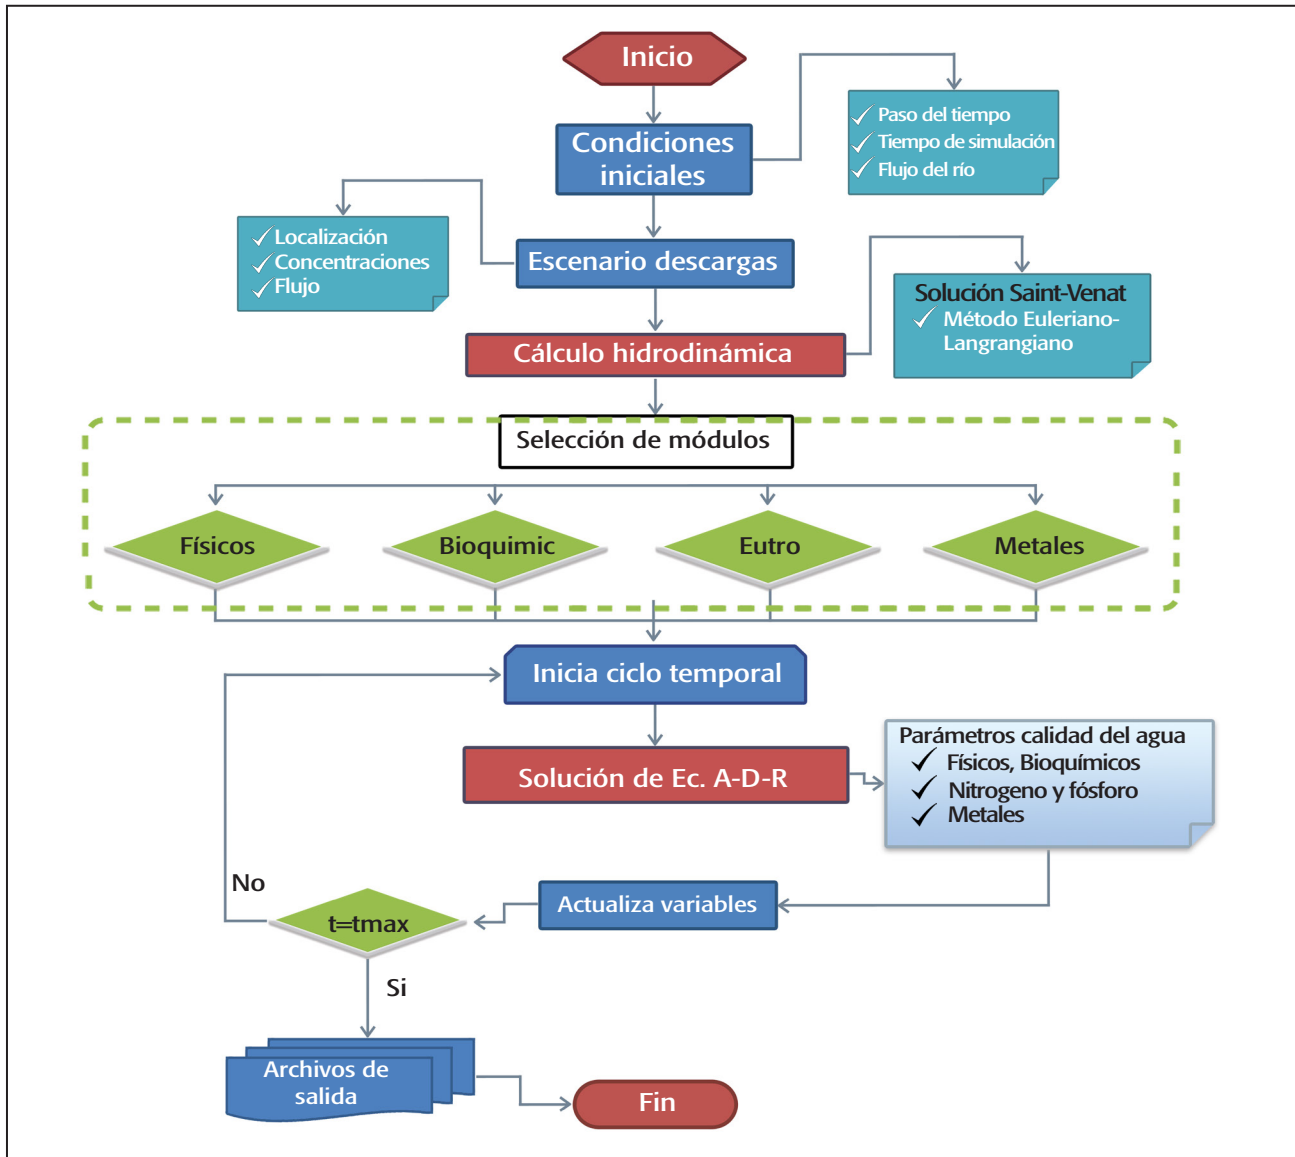 Inicio
Condiciones
iniciales
Paso del tiempo
Tiempo de simulación
Flujo del río
Localización
Concentraciones
Flujo
Escenario descargas
Solución Saint-Venat
Método Euleriano-
Langrangiano
Cálculo hidrodinámica
Selección de módulos
Físicos
Bioquimic
Eutro
Metales
Inicia ciclo temporal
Solución de Ec. A-D-R
Parámetros calidad del agua
Físicos, Bioquímicos
Nitrogeno y fósforo
Metales
Actualiza variables
No
t=tmax
Si
Archivos de
salida
Fin